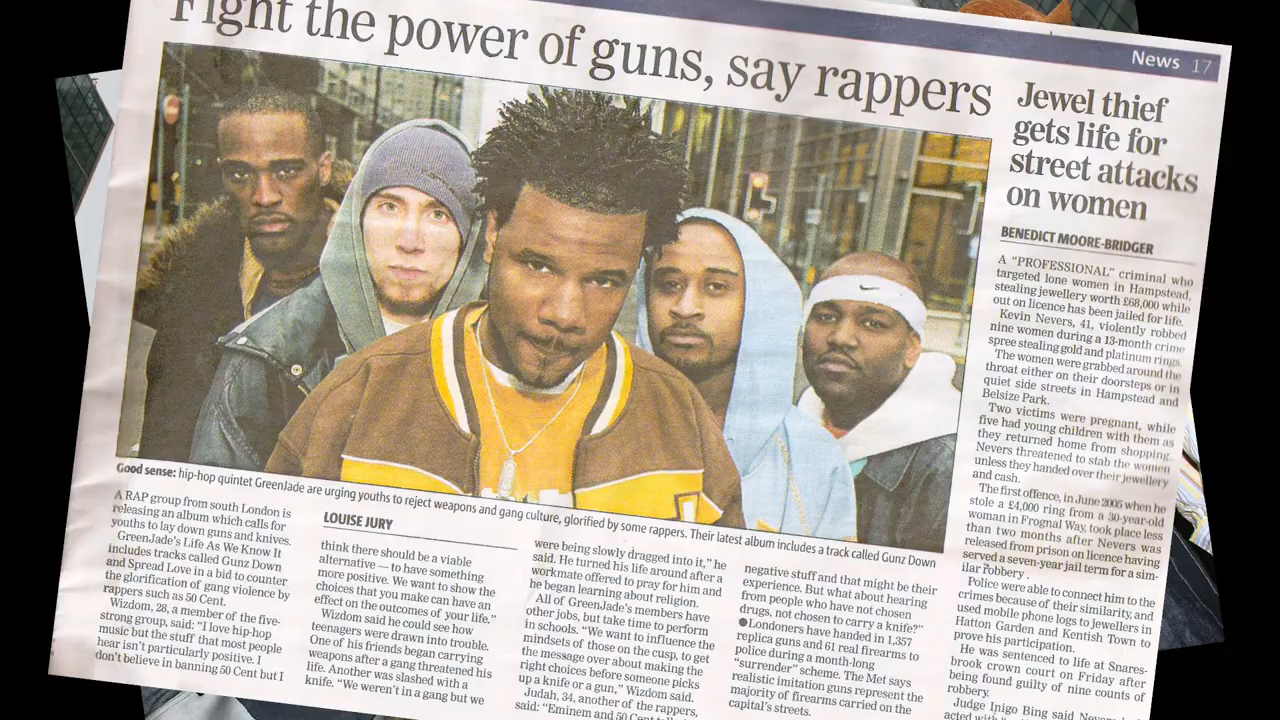 News 17
Fight the power of guns, say rappers
Good sense: hip-hop quintet GreenJade are urging youths to reject weapons and gang culture, glorified by some rappers. Their latest album includes a track called Gunz Down
A RAP group from south London is
releasing an album which calls for
youths to lay down guns and knives.
GreenJade's Life As We Know It
includes tracks called Gunz Down
and Spread Love in a bid to counter
the glorification of gang violence by
rappers such as 50 Cent.
Wizdom, 28, a member of the five-
strong group, said: "I love hip-hop
music but the stuff that most people
hear isn't particularly positive. I
don't believe in banning 50 Cent but I
LOUISE JURY
think there should be a viable
alternative — to have something
more positive. We want to show the
choices that you make can have an
effect on the outcomes of your life."
Wizdom said he could see how
teenagers were drawn into trouble.
One of his friends began carrying
weapons after a gang threatened his
life. Another was slashed with a
knife. "We weren't in a gang but we
were being slowly dragged into it," he
said. He turned his life around after a
workmate offered to pray for him and
he began learning about religion.
All of GreenJade's members have
other jobs, but take time to perform
in schools. "We want to influence the
mindsets of those on the cusp, to get
the message over about making the
right choices before someone picks
up a knife or a gun," Wizdom said.
Judah, 34, another of the rappers,
said: "Eminem and 50 Cent
negative stuff and that might be their
experience. But what about hearing
from people who have not chosen
drugs, not chosen to carry a knife?"
●Londoners have handed in 1,357
replica guns and 61 real firearms to
police during a month-long
"surrender" scheme. The Met says
realistic imitation guns represent the
majority of firearms carried on the
capital's streets.
Jewel thief
gets life for
street attacks
on women
BENEDICT MOORE-BRIDGER
A "PROFESSIONAL" criminal who
targeted lone women in Hampstead,
stealing jewellery worth £68,000 while
out on licence has been jailed for life.
Kevin Nevers, 41, violently robbed
nine women during a 13-month crime
spree stealing gold and platinum rings.
The women were grabbed around the
throat either on their doorsteps or in
quiet side streets in Hampstead and
Belsize Park.
Two victims were pregnant, while
five had young children with them as
they returned home from shopping.
Nevers threatened to stab the women
unless they handed over their jewellery
and cash.
The first offence, in June 2005 when he
stole a £4,000 ring from a 30-year-old
woman in Frognal Way, took place less
than two months after Nevers was
released from prison on licence having
served a seven-year jail term for a sim-
ilar robbery.
Police were able to connect him to the
crimes because of their similarity, and
used mobile phone logs to jewellers in
Hatton Garden and Kentish Town to
prove his participation.
He was sentenced to life at Snares-
brook crown court on Friday after
being found guilty of nine counts of
robbery.
Judge Inigo Bing said
acted with